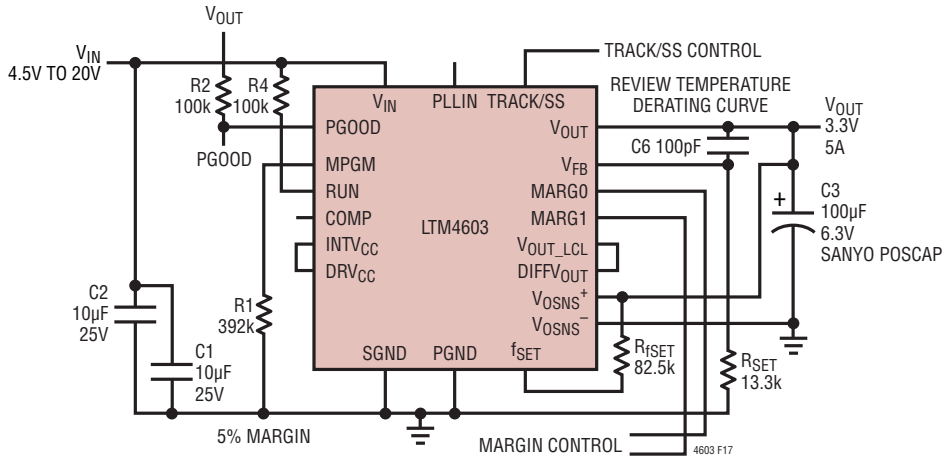 VOUT
VIN
4.5V TO 20V
R2
100k
R4
100k
PGOOD
TRACK/SS CONTROL
REVIEW TEMPERATURE
DERATING CURVE
VIN
PLLIN
TRACK/SS
PGOOD
MPGM
RUN
COMP
INTVCC
DRVCC
LTM4603
VOUT
VFB
MARG0
MARG1
VOUT_LCL
DIFFVOUT
VOSNS+
VOSNS–
SGND
PGND
fSET
C6 100pF
VOUT
3.3V
5A
+
C3
100µF
6.3V
SANYO POSCAP
C2
10µF
25V
C1
10µF
25V
R1
392k
RfSET
82.5k
RSET
13.3k
5% MARGIN
MARGIN CONTROL
4603 F17